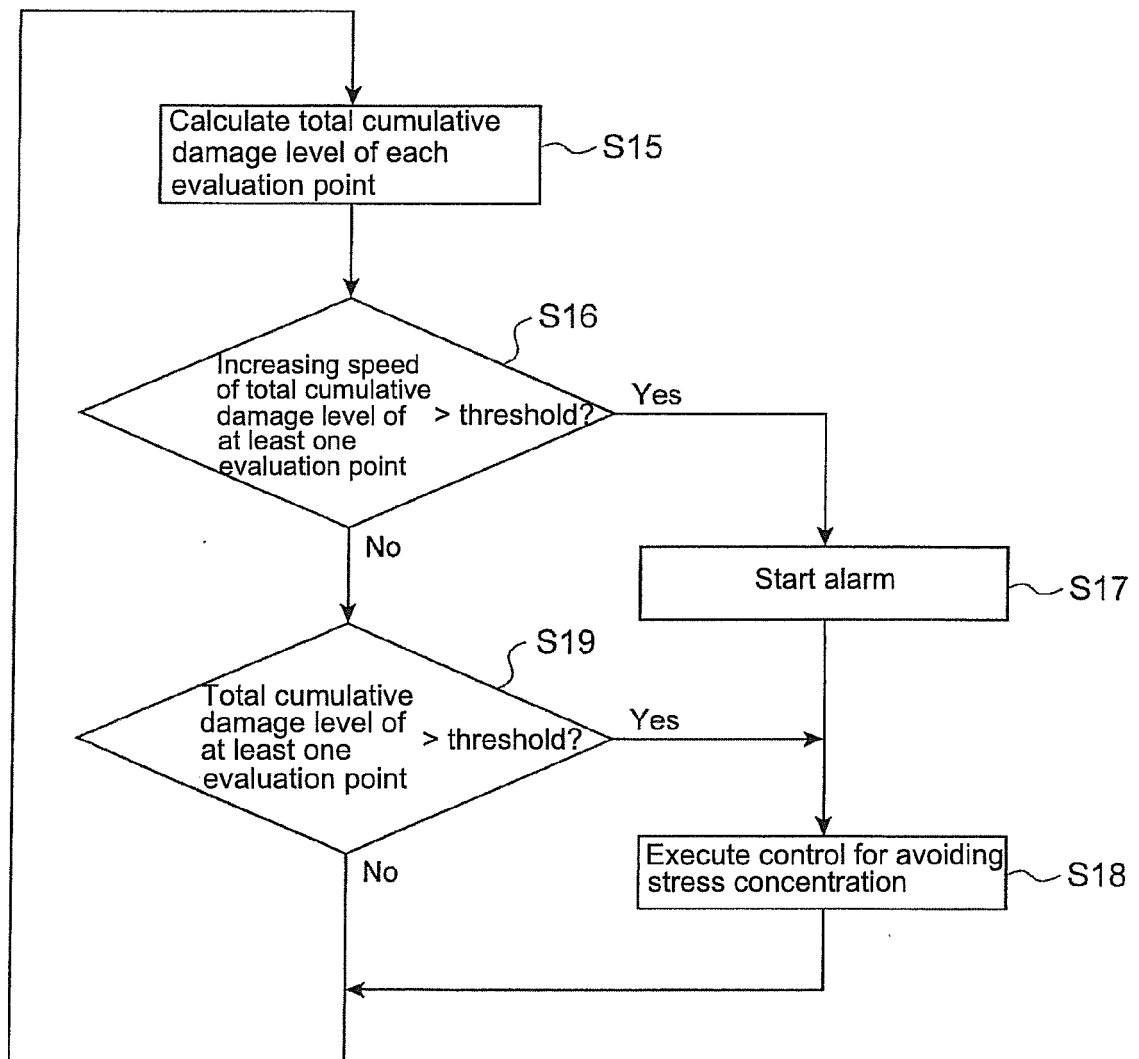 Calculate total cumulative
damage level of each
evaluation point
S15
S16
Increasing speed
of total cumulative
damage level of
at least one
evaluation point
> threshold?
Yes
No
Start alarm
S17
S19
Total cumulative
damage level of
at least one
evaluation point
> threshold?
Yes
No
Execute control for avoiding
stress concentration
S18